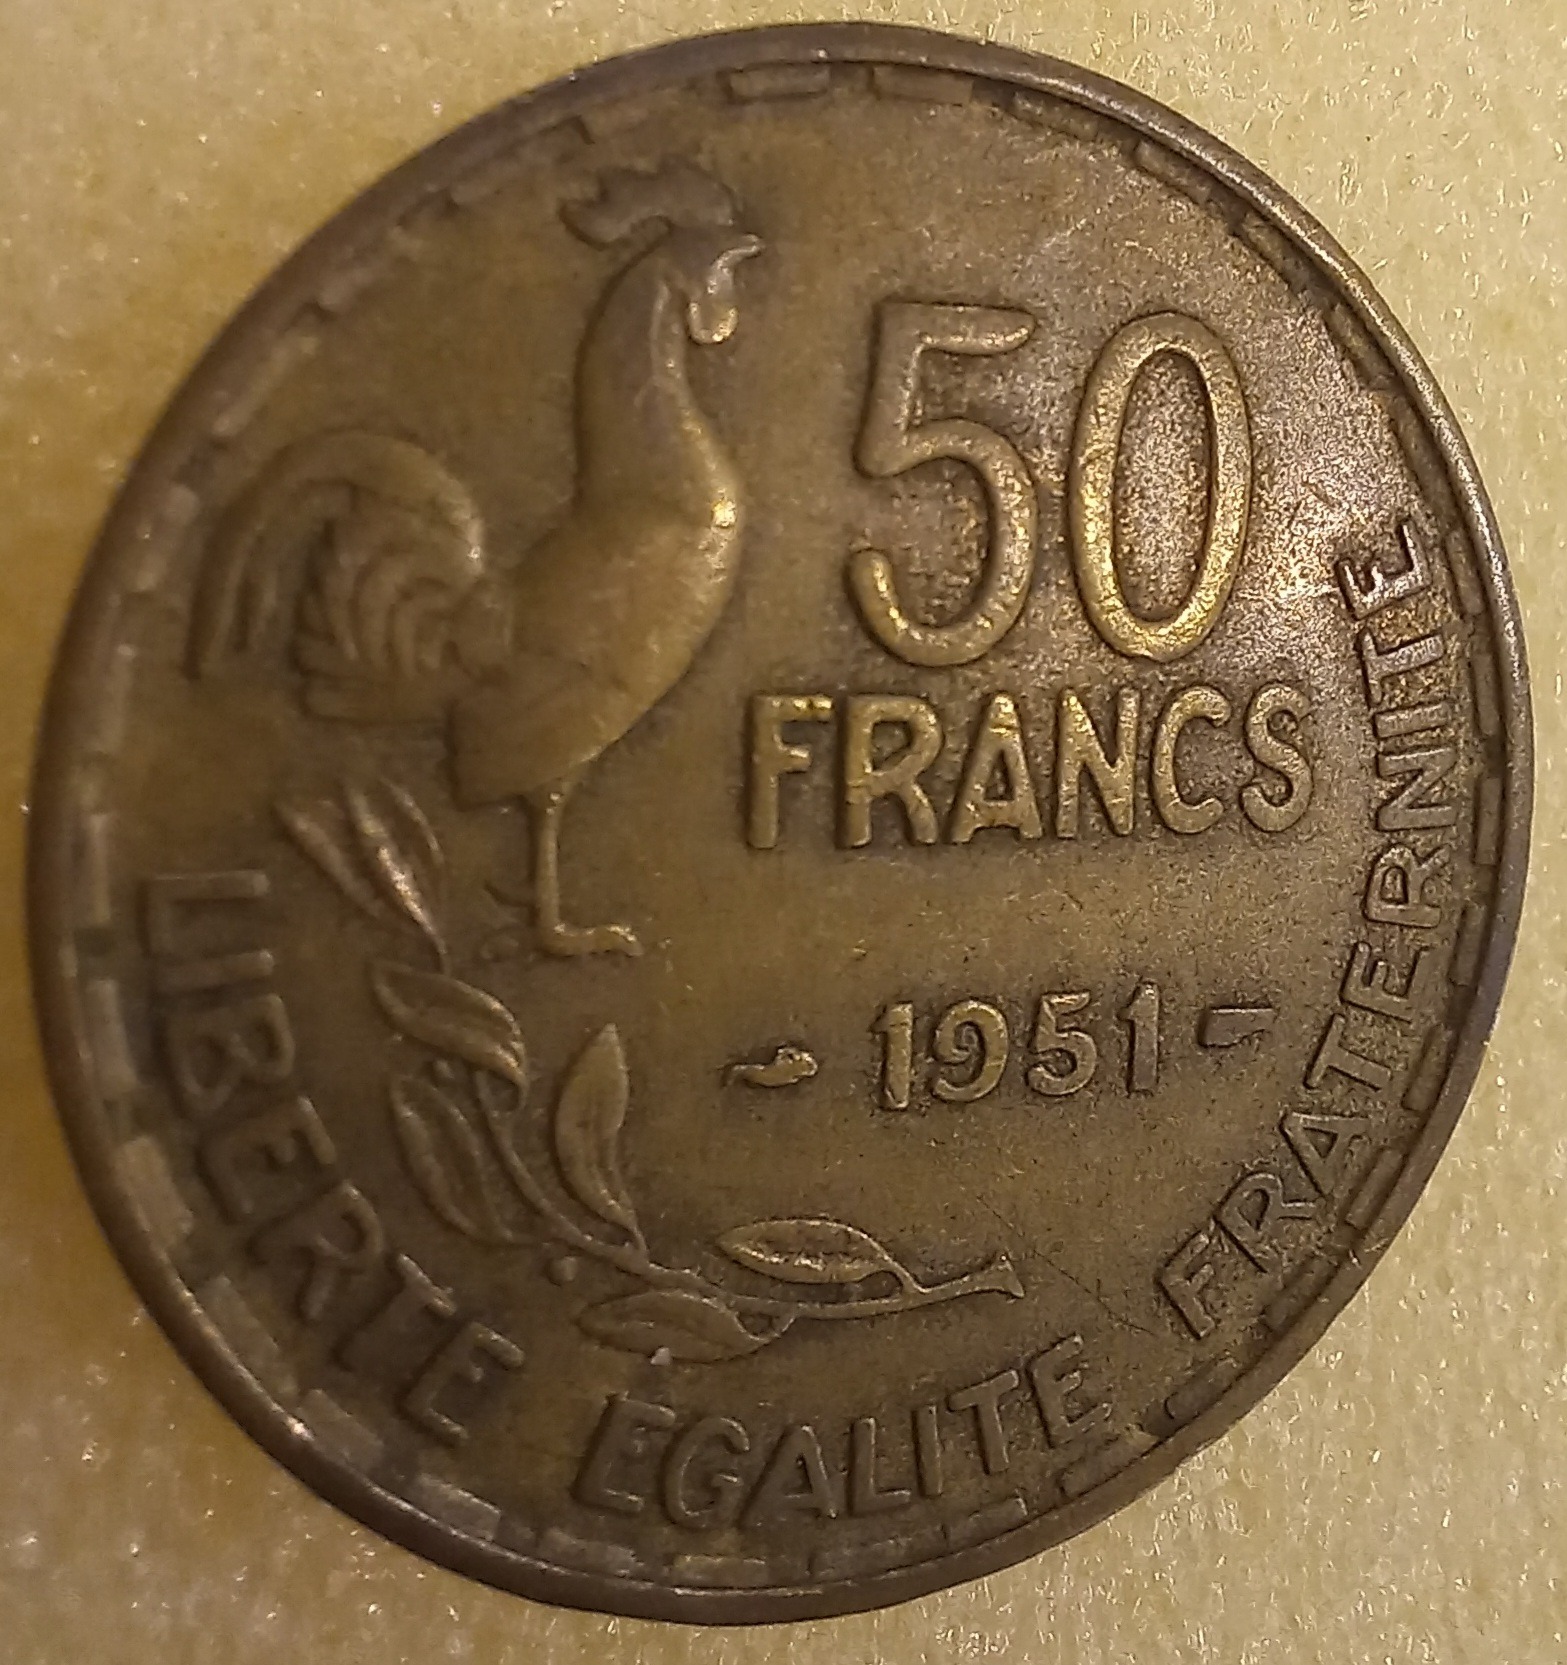 50
FRANCS
- 1951 -
LIBERTE EGALITE FRATERNITE